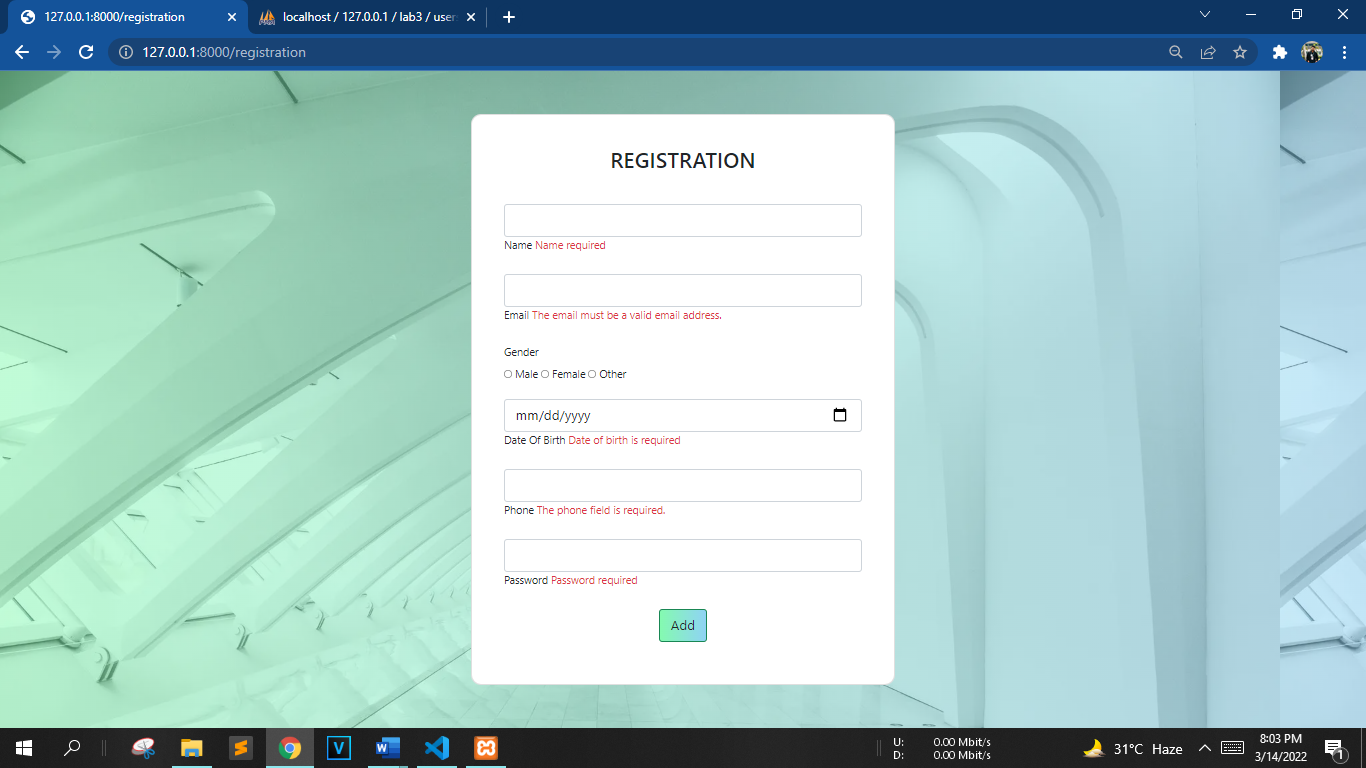 127.0.0.1:8000/registration
localhost / 127.0.0.1 / lab3 / user
127.0.0.1:8000/registration
REGISTRATION
Name Name required
Email The email must be a valid email address.
Gender
Male Female Other
mm/dd/yyyy
Date Of Birth Date of birth is required
Phone The phone field is required.
Password Password required
Add
U: 0.00 Mbit/s
D: 0.00 Mbit/s
31°C Haze
8:03 PM
3/14/2022
1